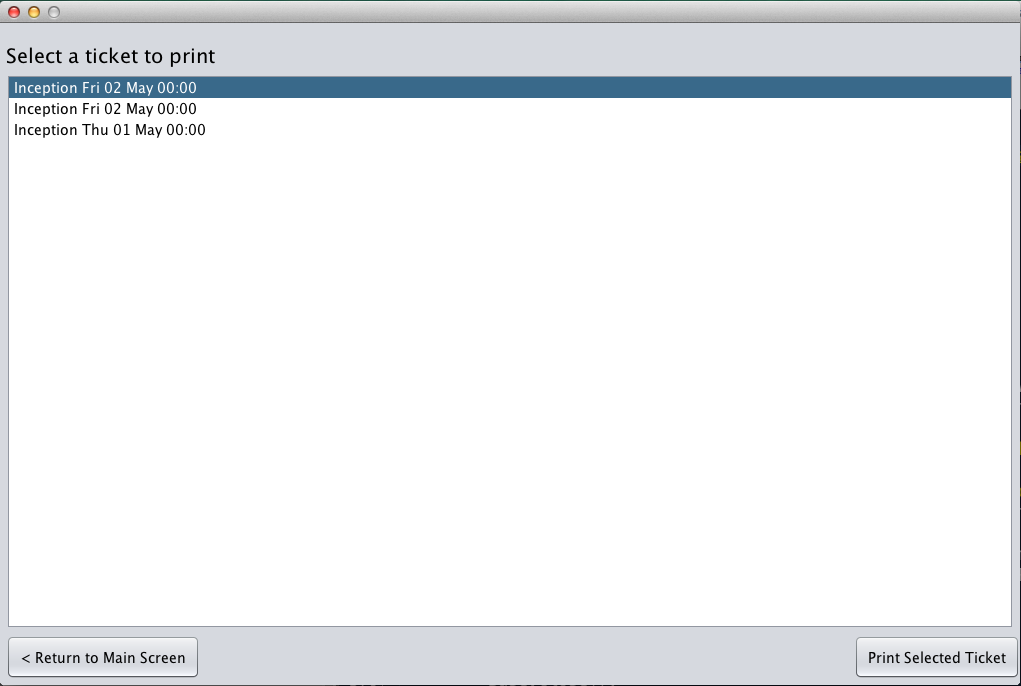 Select a ticket to print
Inception Fri 02 May 00:00
Inception Fri 02 May 00:00
Inception Thu 01 May 00:00
< Return to Main Screen
Print Selected Ticket